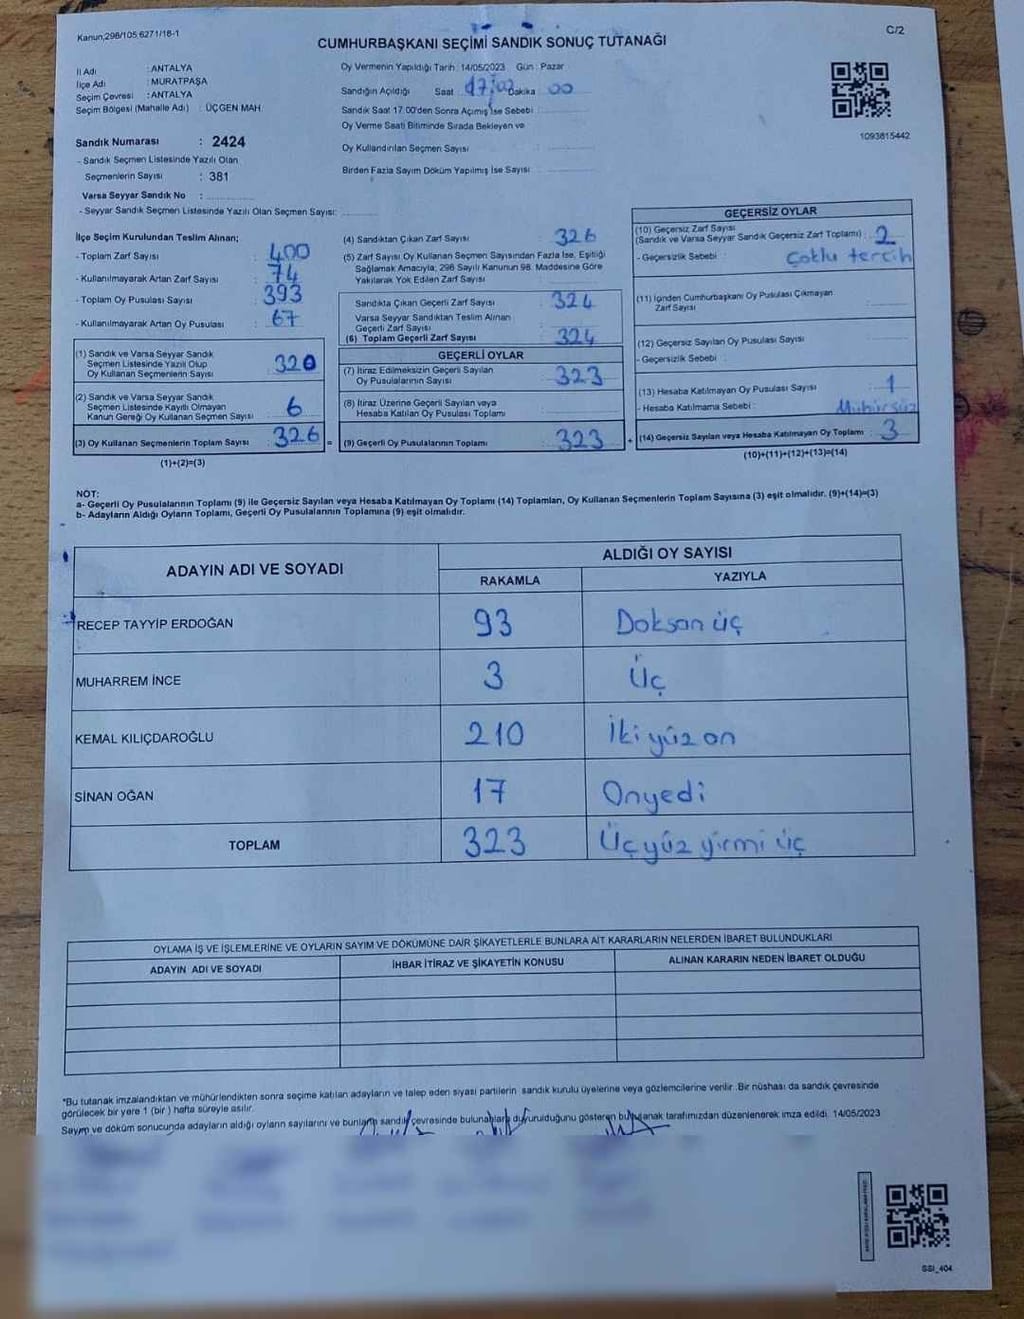 Kanun,298/105 6271/18-1
C/2
CUMHURBAŞKANI SEÇİMİ SANDIK SONUÇ TUTANAĞI
İl Adı : ANTALYA
İlçe Adı : MURATPAŞA
Seçim Çevresi : ANTALYA
Seçim Bölgesi (Mahalle Adı) : ÜÇGEN MAH.
Sandık Numarası : 2424
- Sandık Seçmen Listesinde Yazılı Olan
Seçmenlerin Sayısı : 381
Varsa Seyyar Sandık No :
- Seyyar Sandık Seçmen Listesinde Yazılı Olan Seçmen Sayısı:
Oy Vermenin Yapıldığı Tarih : 14/05/2023 Gün : Pazar
Sandığın Açıldığı Saat 17:00 Dakika 00
Sandık Saat 17.00'den Sonra Açımış İse Sebebi :
Oy Verme Saati Bitiminde Sırada Bekleyen ve
Oy Kullandırılan Seçmen Sayısı :
Birden Fazla Sayım Döküm Yapılmış İse Sayısı :
1093815442
İlçe Seçim Kurulundan Teslim Alınan;
- Toplam Zarf Sayısı : 400
- Kullanılmayarak Artan Zarf Sayısı : 74
- Toplam Oy Pusulası Sayısı : 393
- Kullanılmayarak Artan Oy Pusulası : 67
(1) Sandık ve Varsa Seyyar Sandık
Seçmen Listesinde Yazılı Olup
Oy Kullanan Seçmenlerin Sayısı : 320
(2) Sandık ve Varsa Seyyar Sandık
Seçmen Listesinde Kayıtlı Olmayan
Kanun Gereği Oy Kullanan Seçmen Sayısı : 6
(3) Oy Kullanan Seçmenlerin Toplam Sayısı : 326 =
(1)+(2)=(3)
(4) Sandıktan Çıkan Zarf Sayısı : 326
(5) Zarf Sayısı Oy Kullanan Seçmen Sayısından Fazla İse, Eşitliği
Sağlamak Amacıyla; 298 Sayılı Kanunun 98. Maddesine Göre
Yakılarak Yok Edilen Zarf Sayısı :
Sandıkta Çıkan Geçerli Zarf Sayısı : 324
Varsa Seyyar Sandıktan Teslim Alınan
Geçerli Zarf Sayısı :
(6) Toplam Geçerli Zarf Sayısı : 324
GEÇERLİ OYLAR
(7) İtiraz Edilmeksizin Geçerli Sayılan
Oy Pusulalarının Sayısı : 323
(8) İtiraz Üzerine Geçerli Sayılan veya
Hesaba Katılan Oy Pusulası Toplamı :
(9) Geçerli Oy Pusulalarının Toplamı : 323 +
GEÇERSİZ OYLAR
(10) Geçersiz Zarf Sayısı
(Sandık ve Varsa Seyyar Sandık Geçersiz Zarf Toplamı) : 2
- Geçersizlik Sebebi : Çoklu tercih
(11) İçinden Cumhurbaşkanı Oy Pusulası Çıkmayan
Zarf Sayısı :
(12) Geçersiz Sayılan Oy Pusulası Sayısı :
- Geçersizlik Sebebi :
(13) Hesaba Katılmayan Oy Pusulası Sayısı : 1
- Hesaba Katılmama Sebebi : Mühürsüz
(14) Geçersiz Sayılan veya Hesaba Katılmayan Oy Toplamı : 3
(10)+(11)+(12)+(13)=(14)
NOT:
a- Geçerli Oy Pusulalarının Toplamı (9) ile Geçersiz Sayılan veya Hesaba Katılmayan Oy Toplamı (14) Toplamları, Oy Kullanan Seçmenlerin Toplam Sayısına (3) eşit olmalıdır. (9)+(14)=(3)
b- Adayların Aldığı Oyların Toplamı, Geçerli Oy Pusulalarının Toplamına (9) eşit olmalıdır.
ADAYIN ADI VE SOYADI
ALDIĞI OY SAYISI
RAKAMLA YAZIYLA
RECEP TAYYİP ERDOĞAN 93 Doksan üç
MUHARREM İNCE 3 Üç
KEMAL KILIÇDAROĞLU 210 İki yüz on
SİNAN OĞAN 17 Onyedi
TOPLAM 323 Üç yüz yirmi üç
OYLAMA İŞ VE İŞLEMLERİNE VE OYLARIN SAYIM VE DÖKÜMÜNE DAİR ŞİKAYETLERLE BUNLARA AİT KARARLARIN NELERDEN İBARET BULUNDUKLARI
ADAYIN ADI VE SOYADI İHBAR İTİRAZ VE ŞİKAYETİN KONUSU ALINAN KARARIN NEDEN İBARET OLDUĞU
*Bu tutanak imzalandıktan ve mühürlendikten sonra seçime katılan adayların ve talep eden siyasi partilerin sandık kurulu üyelerine veya gözlemcilerine verilir .Bir nüshası da sandık çevresinde
görülecek bir yere 1 (bir ) hafta süreyle asılır.
Sayım ve döküm sonucunda adayların aldığı oyların sayılarını ve bunların sandık çevresinde bulunanlara duyurulduğunu gösteren bu tutanak tarafımızdan düzenlenerek imza edildi. 14/05/2023
SSI_404